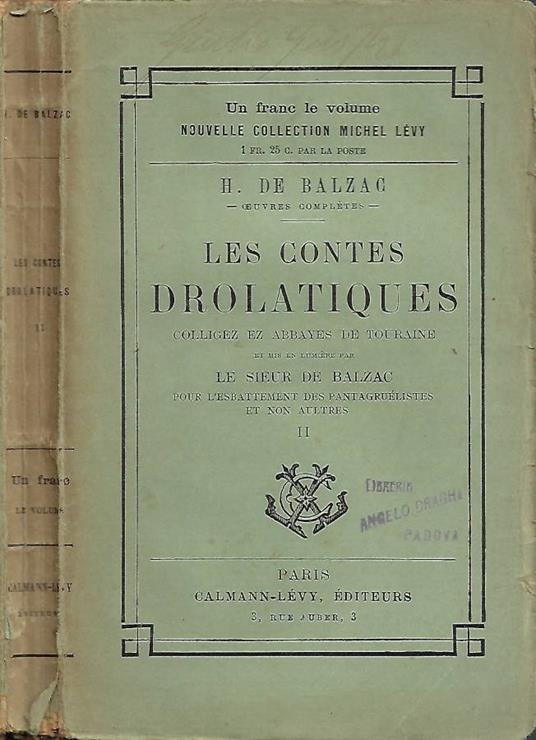 H. DE BALZAC
LES CONTES
DROLATIQUES
II
Un franc
LE VOLUME
CALMANN-LÉVY
ÉDITEURS
Un franc le volume
NOUVELLE COLLECTION MICHEL LÉVY
1 FR. 25 C. PAR LA POSTE
H. DE BALZAC
— ŒUVRES COMPLÈTES —
LES CONTES
DROLATIQUES
COLLIGEZ EZ ABBAYES DE TOURAINE
ET MIS EN LUMIÈRE PAR
LE SIEUR DE BALZAC
POUR L'ESBATTEMENT DES PANTAGRUÉLISTES
ET NON AULTRES
II
LIBRERIA
ANGELO DRAGHI
PADOVA
PARIS
CALMANN-LÉVY, ÉDITEURS
3, RUE AUBER, 3